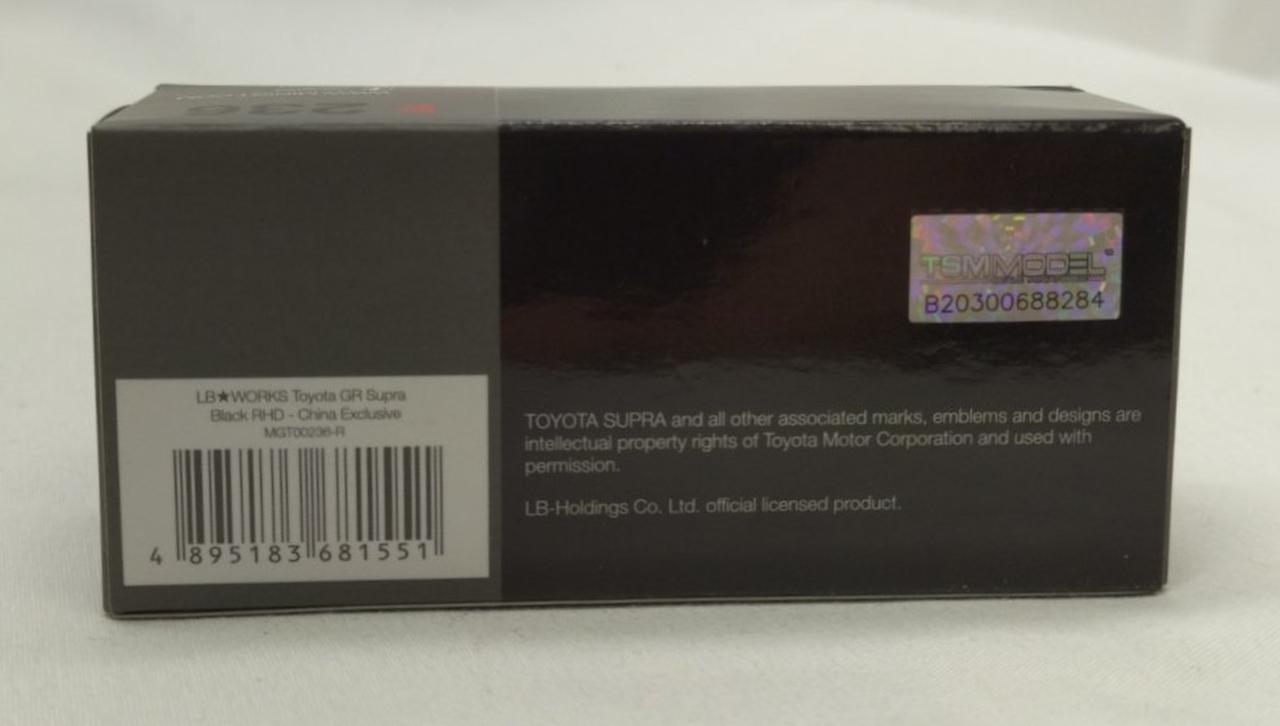 236
TSMMODEL
B20300688284
LB★WORKS Toyota GR Supra
Black RHD - China Exclusive
MGT00236-R
4 895183 681551
TOYOTA SUPRA and all other associated marks, emblems and designs are
intellectual property rights of Toyota Motor Corporation and used with
permission.
LB-Holdings Co. Ltd. official licensed product.